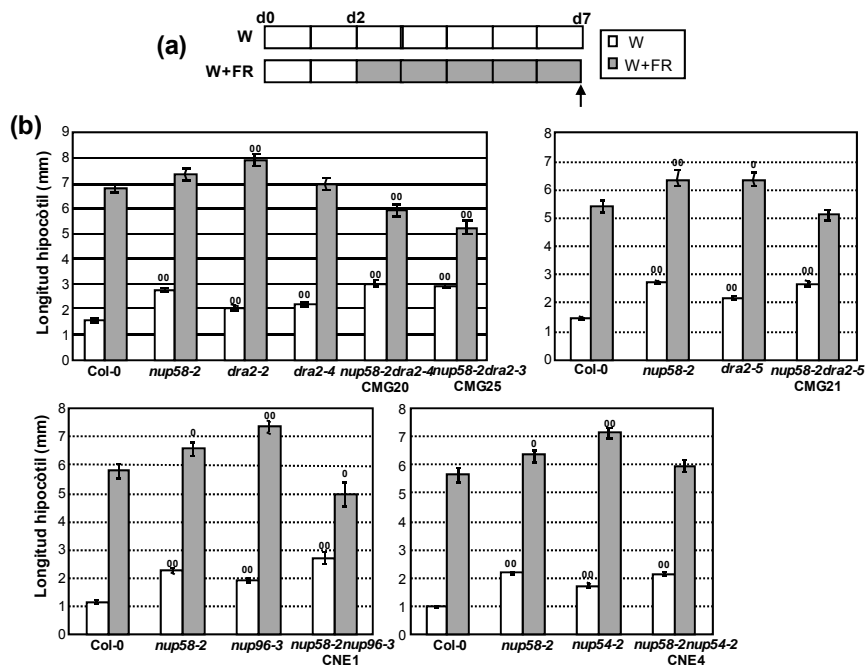 d0 d2 d7
(a) W
W+FR
W
W+FR
(b)
Longitud hipocòtil (mm)
9
8
7
6
5
4
3
2
1
0
00 00 00 00 00 00 00 00
Col-0 nup58-2 dra2-2 dra2-4 nup58-2dra2-4 nup58-2dra2-3
CMG20 CMG25
8
7
6
5
4
3
2
1
0
00 00 0 00 00
Col-0 nup58-2 dra2-5 nup58-2dra2-5
CMG21
Longitud hipocòtil (mm)
8
7
6
5
4
3
2
1
0
00 0 00 00 00 0
Col-0 nup58-2 nup96-3 nup58-2nup96-3
CNE1
8
7
6
5
4
3
2
1
0
00 0 00 00 00
Col-0 nup58-2 nup54-2 nup58-2nup54-2
CNE4